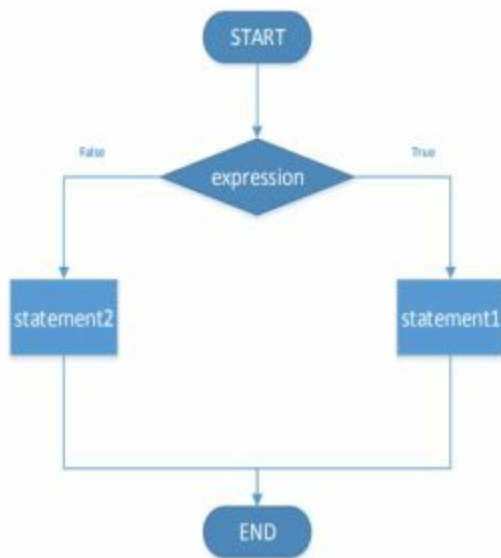 START
False
True
expression
statement2
statement1
END